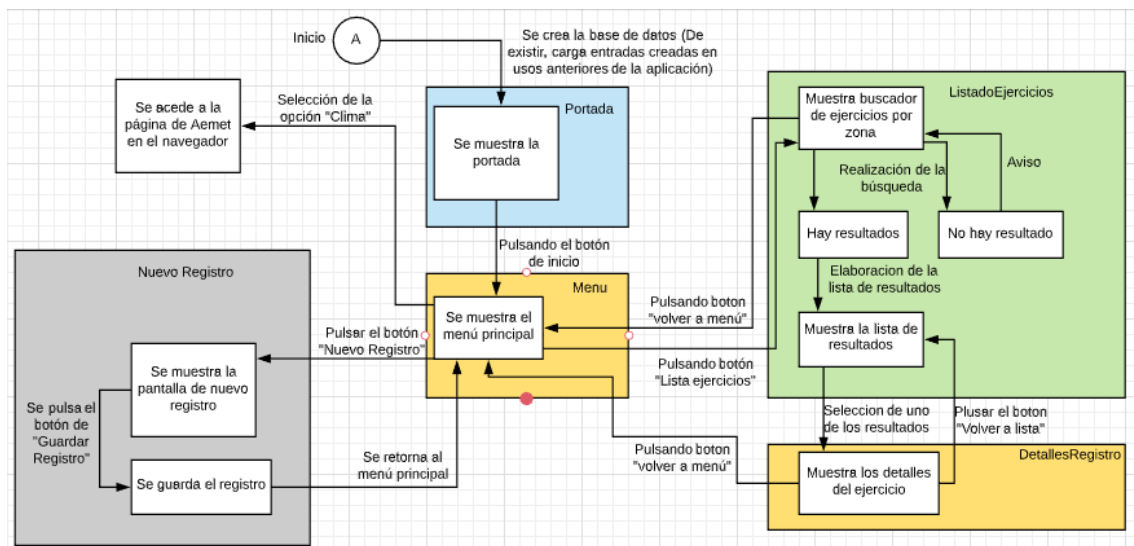 Inicio
A
Se crea la base de datos (De
existir, carga entradas creadas en
usos anteriores de la aplicación)
Se acede a la
página de Aemet
en el navegador
Selección de la
opción "Clima"
Portada
Se muestra la
portada
Pulsando el botón
de inicio
ListadoEjercicios
Muestra buscador
de ejercicios por
zona
Realización de la
búsqueda
Aviso
Hay resultados
No hay resultado
Elaboracion de la
lista de resultados
Muestra la lista de
resultados
Nuevo Registro
Menu
Se muestra el
menú principal
Pulsando boton
"volver a menú"
Pulsar el botón
"Nuevo Registro"
Pulsando botón
"Lista ejercicios"
Se muestra la
pantalla de nuevo
registro
Se pulsa el
botón de
"Guardar
Registro"
Se guarda el registro
Se retorna al
menú principal
Pulsando boton
"volver a menú"
Seleccion de uno
de los resultados
Plusar el boton
"Volver a lista"
DetallesRegistro
Muestra los detalles
del ejercicio